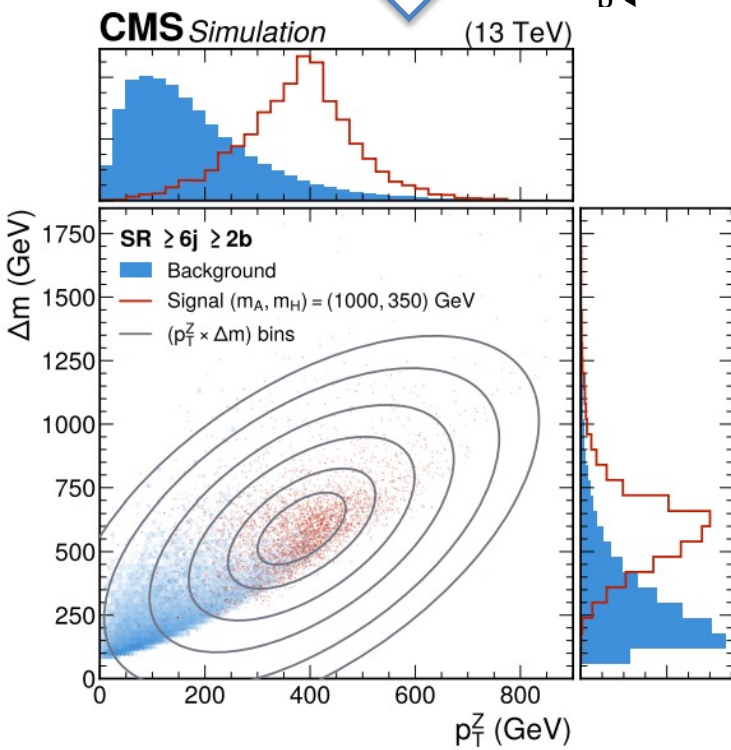 b
CMS Simulation (13 TeV)
Δm (GeV)
1750
1500
1250
1000
750
500
250
0
SR ≥6j ≥2b
Background
Signal (m_A, m_H) = (1000, 350) GeV
(p_T^Z × Δm) bins
0 200 400 600 800
p_T^Z (GeV)